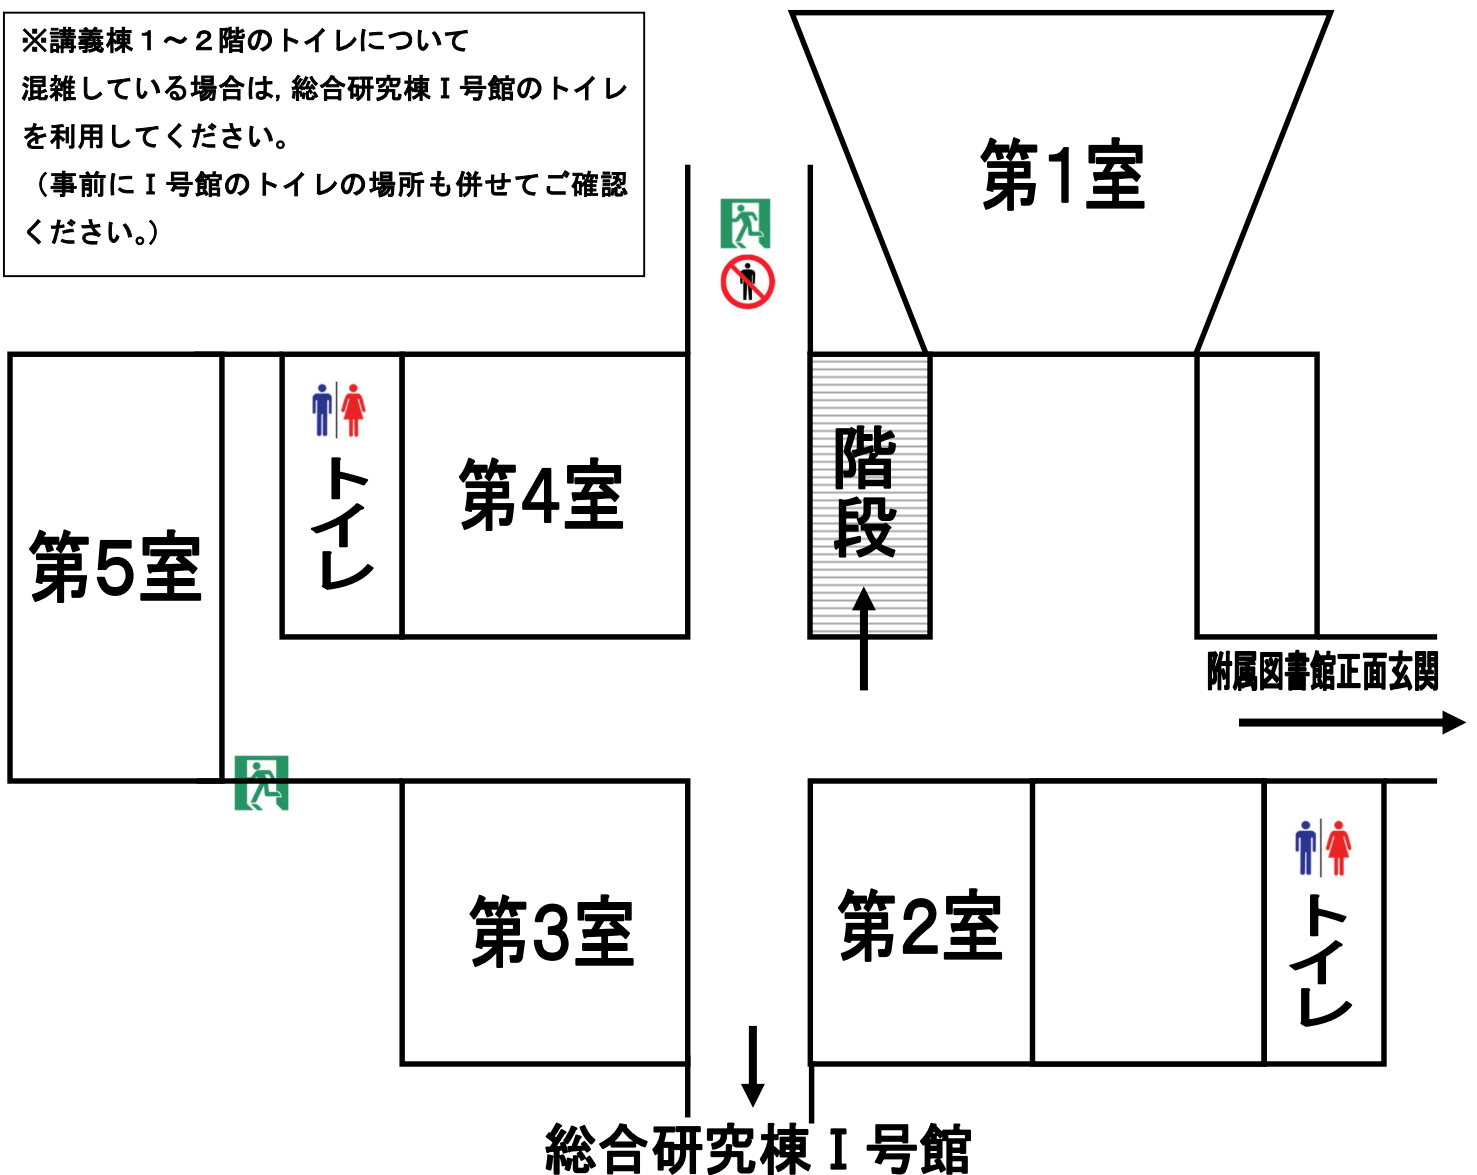 ※講義棟１～２階のトイレについて
混雑している場合は，総合研究棟Ⅰ号館のトイレ
を利用してください。
（事前にⅠ号館のトイレの場所も併せてご確認
ください。）
第1室
第5室
トイレ
第4室
階段
附属図書館正面玄関
第3室
第2室
トイレ
総合研究棟Ⅰ号館